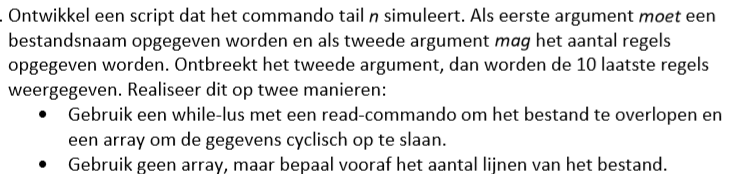 . Ontwikkel een script dat het commando tail n simuleert. Als eerste argument moet een
bestandsnaam opgegeven worden en als tweede argument mag het aantal regels
opgegeven worden. Ontbreekt het tweede argument, dan worden de 10 laatste regels
weergegeven. Realiseer dit op twee manieren:
• Gebruik een while-lus met een read-commando om het bestand te overlopen en
een array om de gegevens cyclisch op te slaan.
• Gebruik geen array, maar bepaal vooraf het aantal lijnen van het bestand.